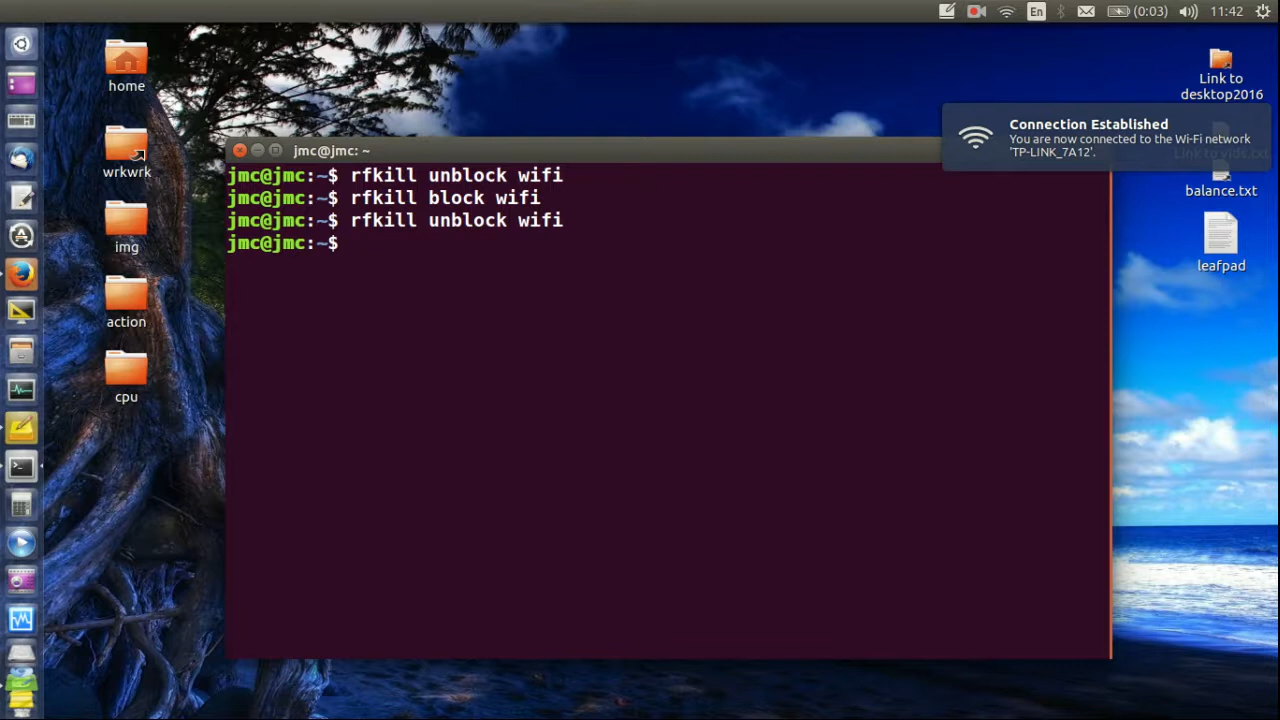 En
(0:03)
11:42
home
wrkwrk
img
action
cpu
jmc@jmc: ~
jmc@jmc:~$ rfkill unblock wifi
jmc@jmc:~$ rfkill block wifi
jmc@jmc:~$ rfkill unblock wifi
jmc@jmc:~$
Link to
desktop2016
Connection Established
You are now connected to the Wi-Fi network
'TP-LINK_7A12'.
balance.txt
leafpad